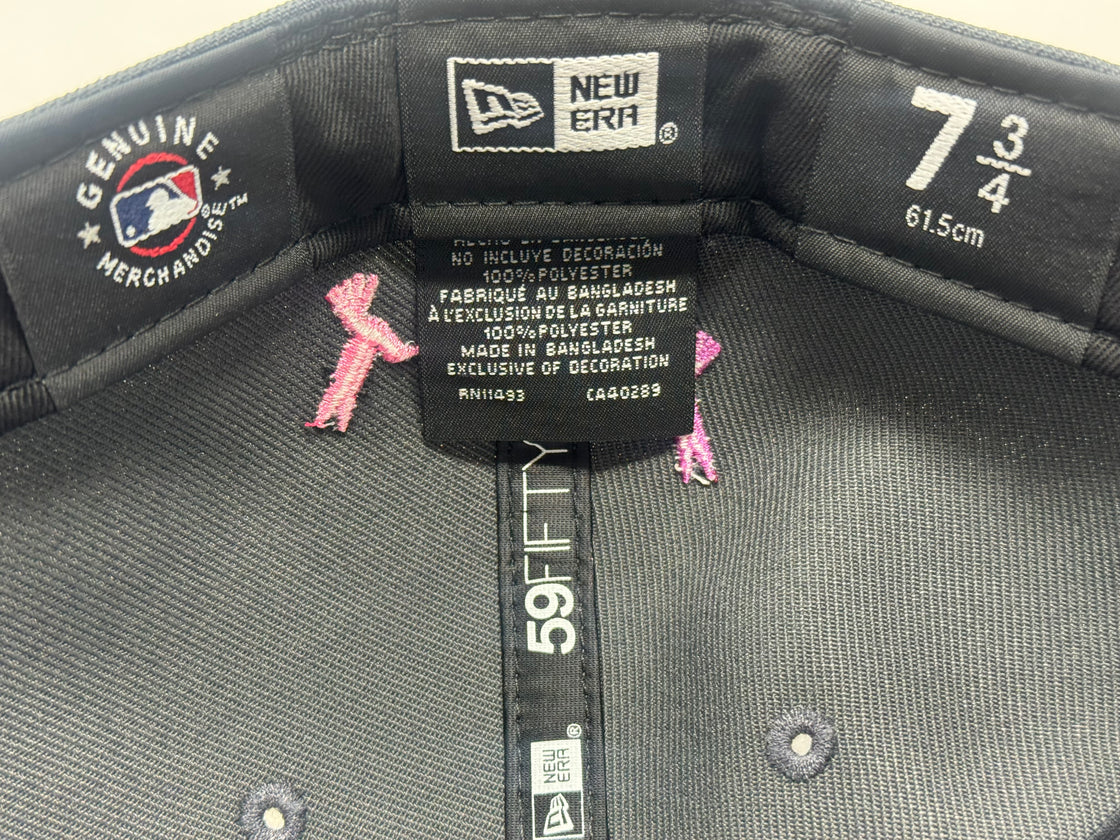 GENUINE
MERCHANDISE™
®
NEW
ERA
®
7 3/4
61.5cm
NO INCLUYE DECORACIÓN
100% POLYESTER
FABRIQUÉ AU BANGLADESH
À L'EXCLUSION DE LA GARNITURE
100% POLYESTER
MADE IN BANGLADESH
EXCLUSIVE OF DECORATION
RN11493 CA40289
59FIFTY
®
NEW
ERA